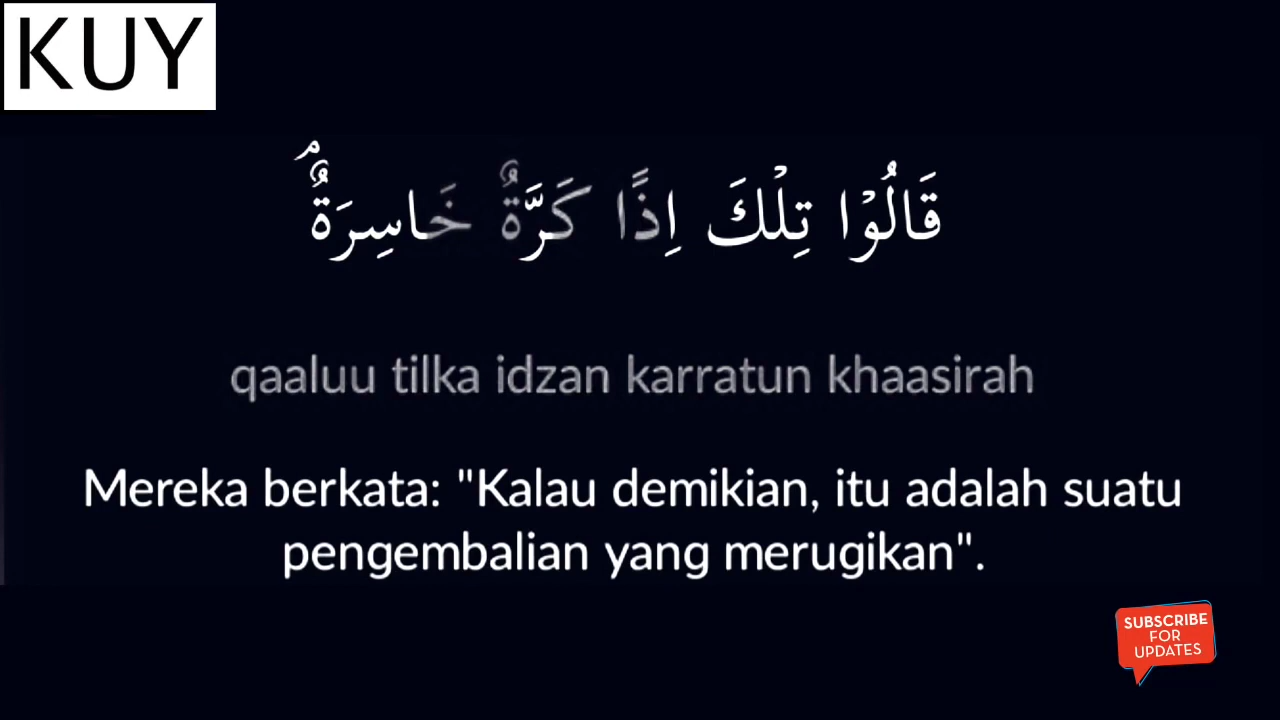 KUY
قَالُوْا تِلْكَ اِذًا كَرَّةٌ خَاسِرَةٌ ۘ
qaaluu tilka idzan karratun khaasirah
Mereka berkata: "Kalau demikian, itu adalah suatu
pengembalian yang merugikan".
SUBSCRIBE
FOR
UPDATES